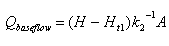 Q_baseflow = (H − H_t1)k_2^−1 A